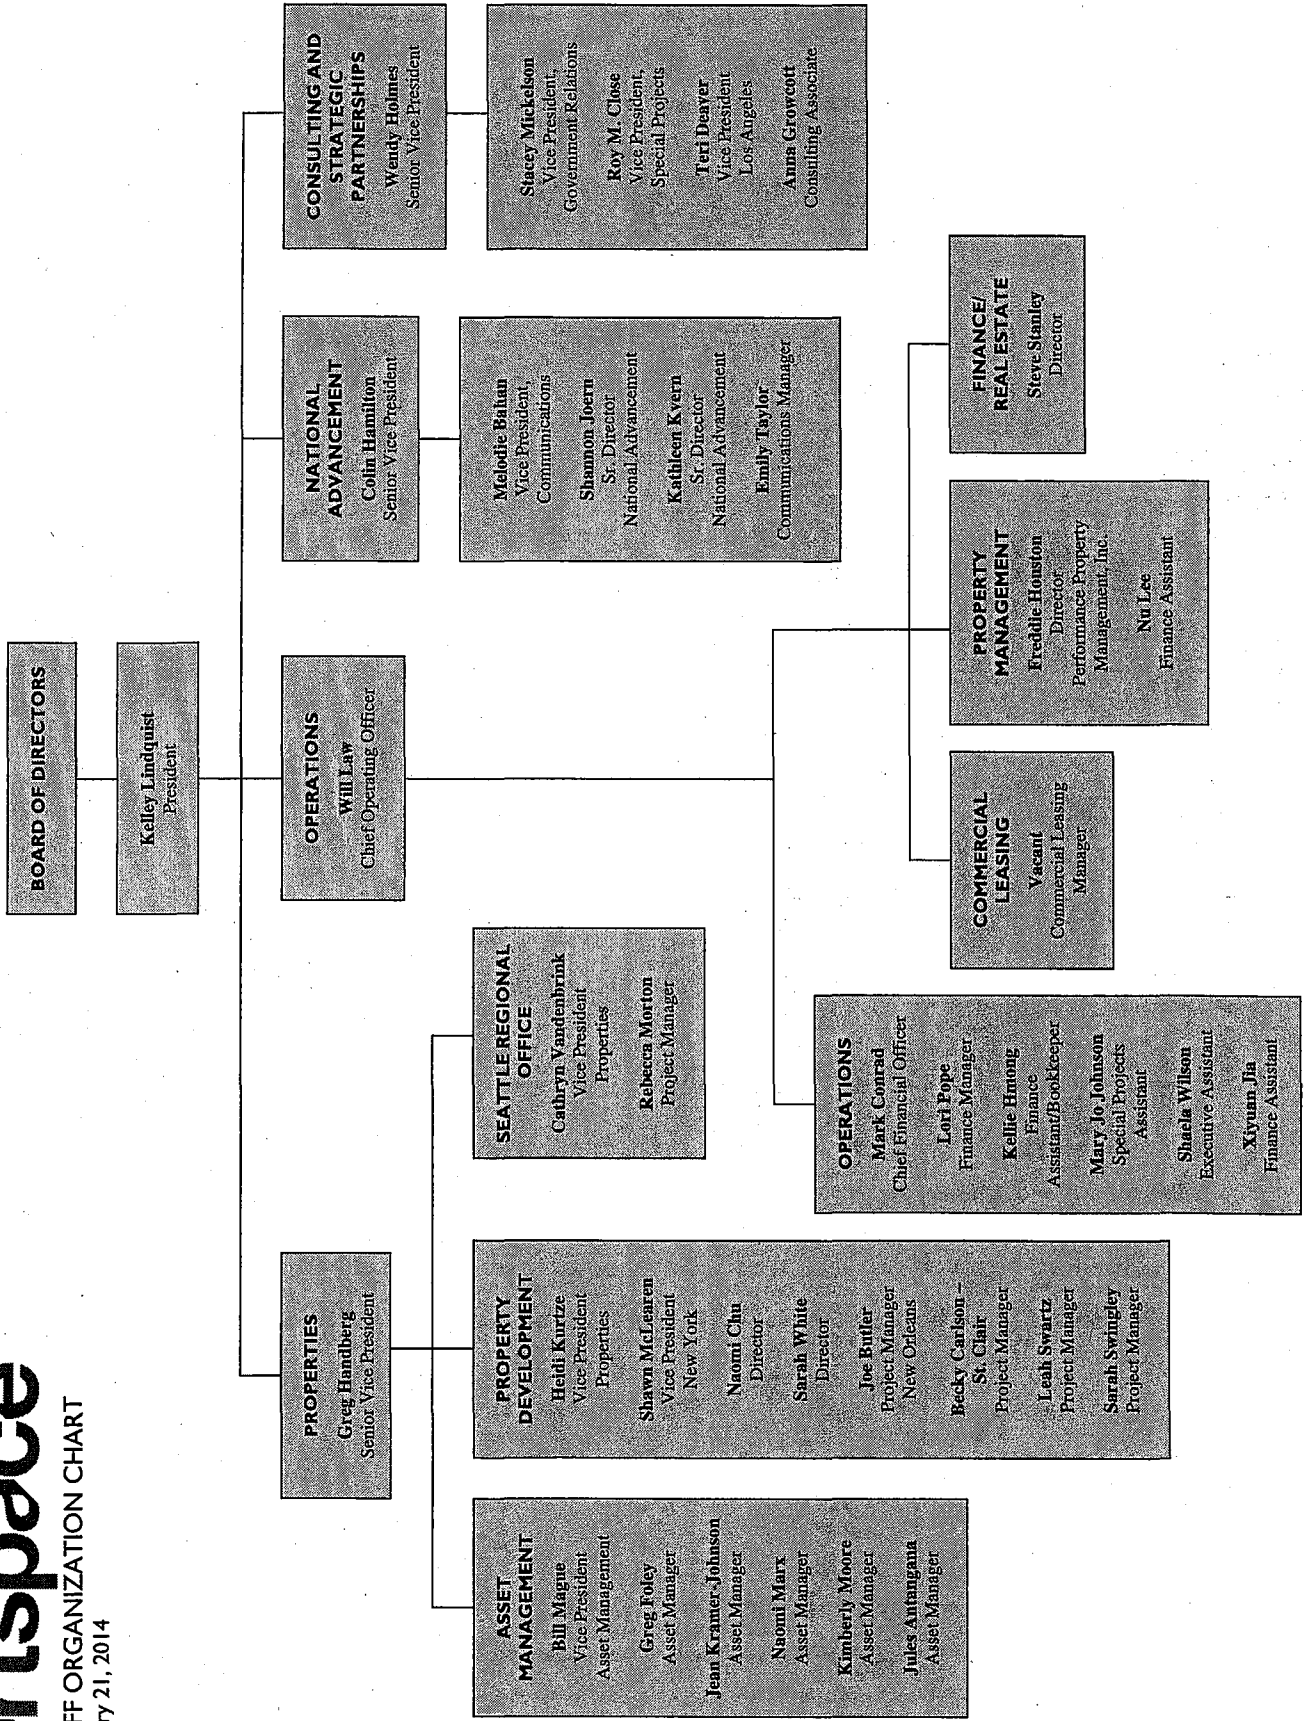 rtspace
FF ORGANIZATION CHART
ry 21, 2014
BOARD OF DIRECTORS
Kelley Lindquist
President
PROPERTIES
Greg Handberg
Senior Vice President
OPERATIONS
Will Law
Chief Operating Officer
NATIONAL
ADVANCEMENT
Colin Hamilton
Senior Vice President
CONSULTING AND
STRATEGIC
PARTNERSHIPS
Wendy Holmes
Senior Vice President
ASSET
MANAGEMENT
Bill Mague
Vice President
Asset Management
Greg Foley
Asset Manager
Jean Kramer-Johnson
Asset Manager
Naomi Marx
Asset Manager
Kimberly Moore
Asset Manager
Jules Antangana
Asset Manager
PROPERTY
DEVELOPMENT
Heidi Kurtze
Vice President
Properties
Shawn McLearen
Vice President
New York
Naomi Chu
Director
Sarah White
Director
Joe Butler
Project Manager
New Orleans
Becky Carlson –
St. Clair
Project Manager
Leah Swartz
Project Manager
Sarah Swingley
Project Manager
SEATTLE REGIONAL
OFFICE
Cathryn Vandenbrink
Vice President
Properties
Rebecca Morton
Project Manager
Melodie Bahan
Vice President,
Communications
Shannon Joern
Sr. Director
National Advancement
Kathleen Kvern
Sr. Director
National Advancement
Emily Taylor
Communications Manager
Stacey Mickelson
Vice President,
Government Relations
Roy M. Close
Vice President,
Special Projects
Teri Deaver
Vice President
Los Angeles
Anna Growcott
Consulting Associate
OPERATIONS
Mark Conrad
Chief Financial Officer
Lori Pope
Finance Manager
Kellie Hmong
Finance
Assistant/Bookkeeper
Mary Jo Johnson
Special Projects
Assistant
Shaela Wilson
Executive Assistant
Xiyuan Jia
Finance Assistant
COMMERCIAL
LEASING
Vacant
Commercial Leasing
Manager
PROPERTY
MANAGEMENT
Freddie Houston
Director
Performance Property
Management, Inc.
Nu Lee
Finance Assistant
FINANCE/
REAL ESTATE
Steve Stanley
Director